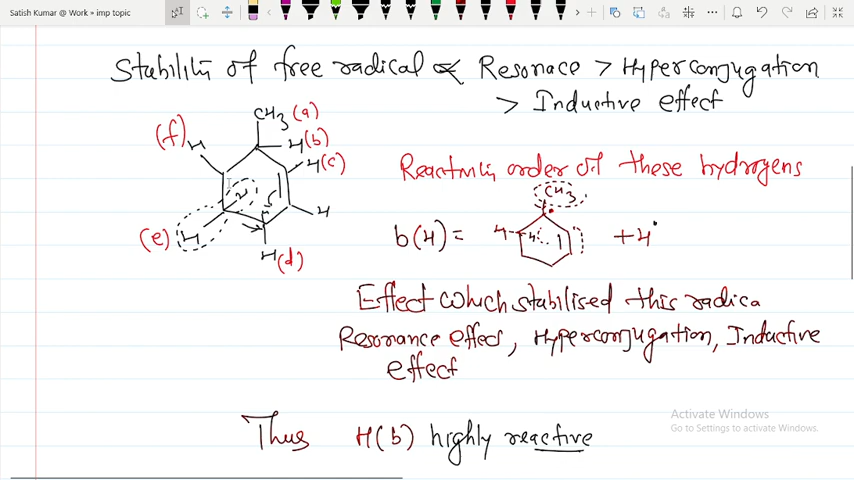 Satish Kumar @ Work » imp topic
Stability of free radical ∝ Resonace > Hyperconjugation
> Inductive effect
CH3 (a)
(f) H
H (b)
H (c)
H
H
(e) H
H (d)
Reactivity order of these hydrogens
b(H) =
CH3
H
H
+ H•
Effect which stabilised this radica
Resonance effect, Hyperconjugation, Inductive
effect
Thus H(b) highly reactive
Activate Windows
Go to Settings to activate Windows.